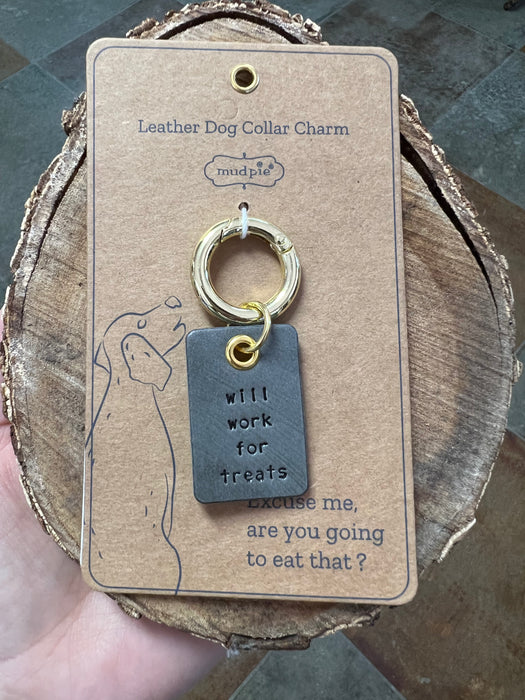 Leather Dog Collar Charm
mudpie
will
work
for
treats
Excuse me,
are you going
to eat that?